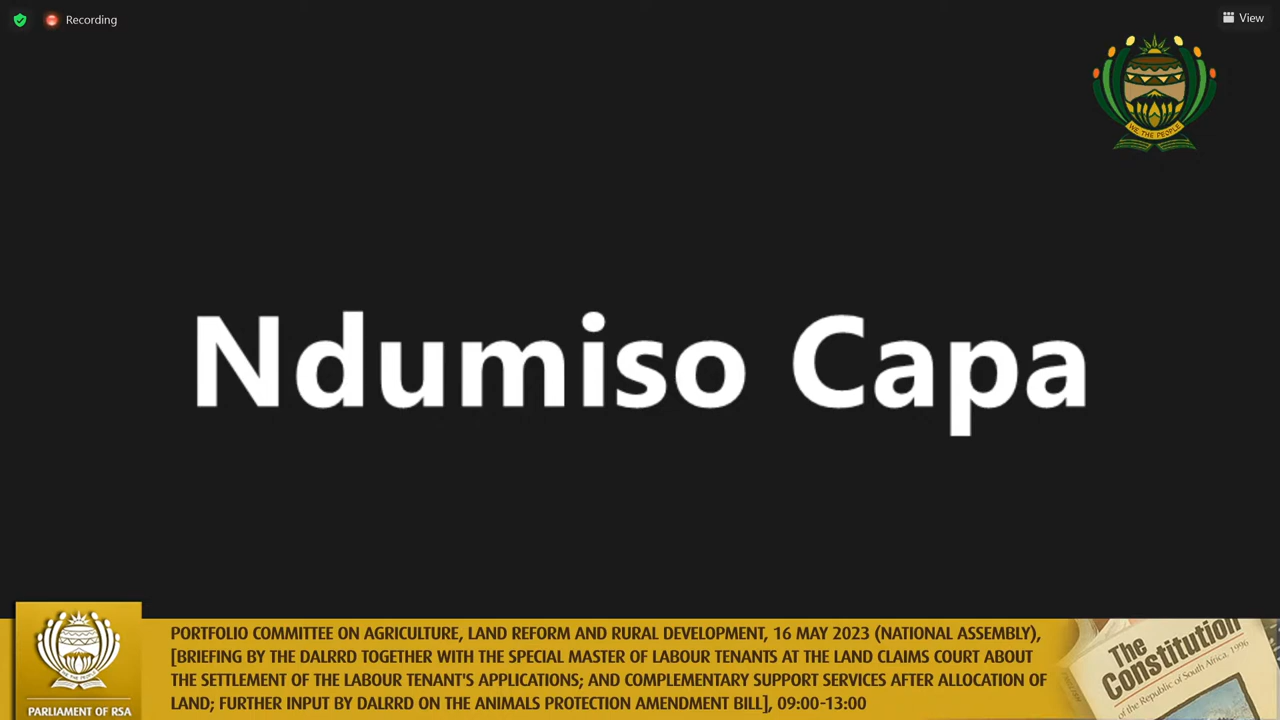 Recording
View
WE THE PEOPLE
Ndumiso Capa
PORTFOLIO COMMITTEE ON AGRICULTURE, LAND REFORM AND RURAL DEVELOPMENT, 16 MAY 2023 (NATIONAL ASSEMBLY),
[BRIEFING BY THE DALRRD TOGETHER WITH THE SPECIAL MASTER OF LABOUR TENANTS AT THE LAND CLAIMS COURT ABOUT
THE SETTLEMENT OF THE LABOUR TENANT'S APPLICATIONS; AND COMPLEMENTARY SUPPORT SERVICES AFTER ALLOCATION OF
LAND; FURTHER INPUT BY DALRRD ON THE ANIMALS PROTECTION AMENDMENT BILL], 09:00-13:00
PARLIAMENT OF RSA
The
Constitution
of the Republic of South Africa, 1996